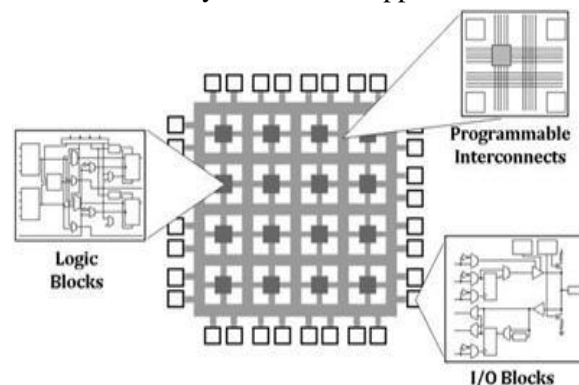 Programmable
Interconnects
Logic
Blocks
I/O Blocks